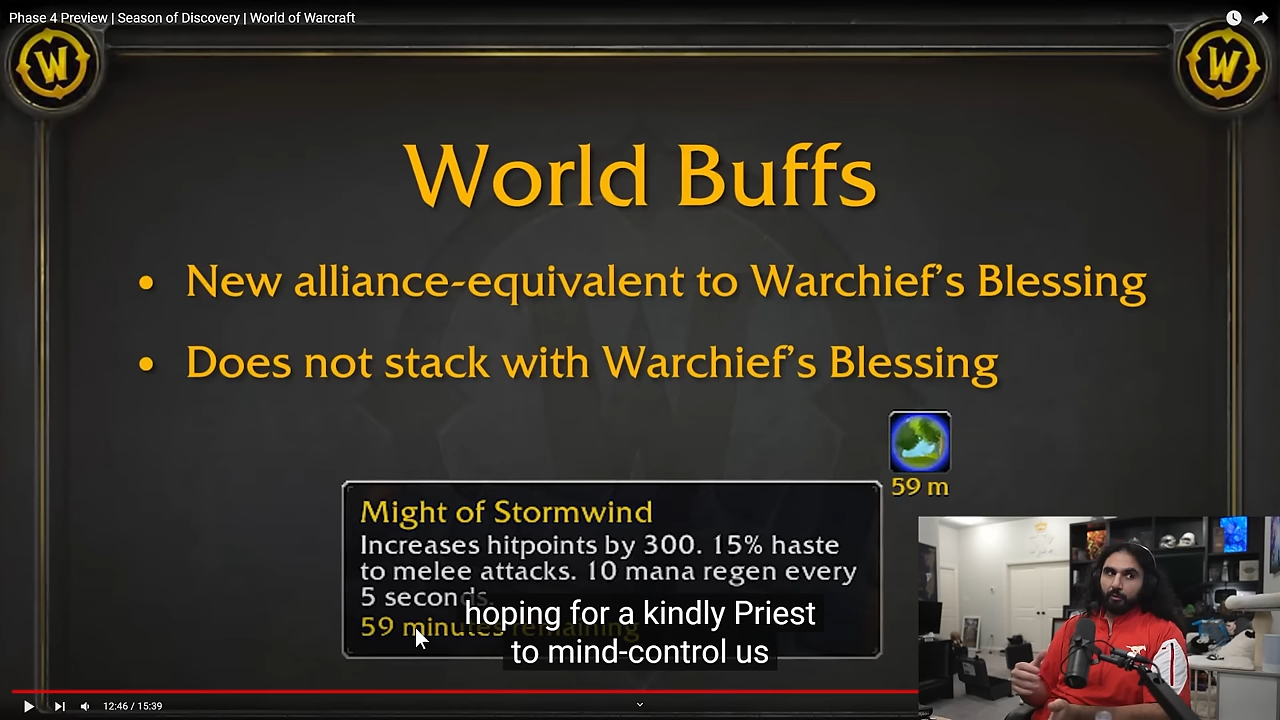 Phase 4 Preview | Season of Discovery | World of Warcraft
W
W
World Buffs
• New alliance-equivalent to Warchief's Blessing
• Does not stack with Warchief's Blessing
59 m
Might of Stormwind
Increases hitpoints by 300. 15% haste
to melee attacks. 10 mana regen every
5 seconds.
59 minutes remaining
hoping for a kindly Priest
to mind-control us
12:46 / 15:39